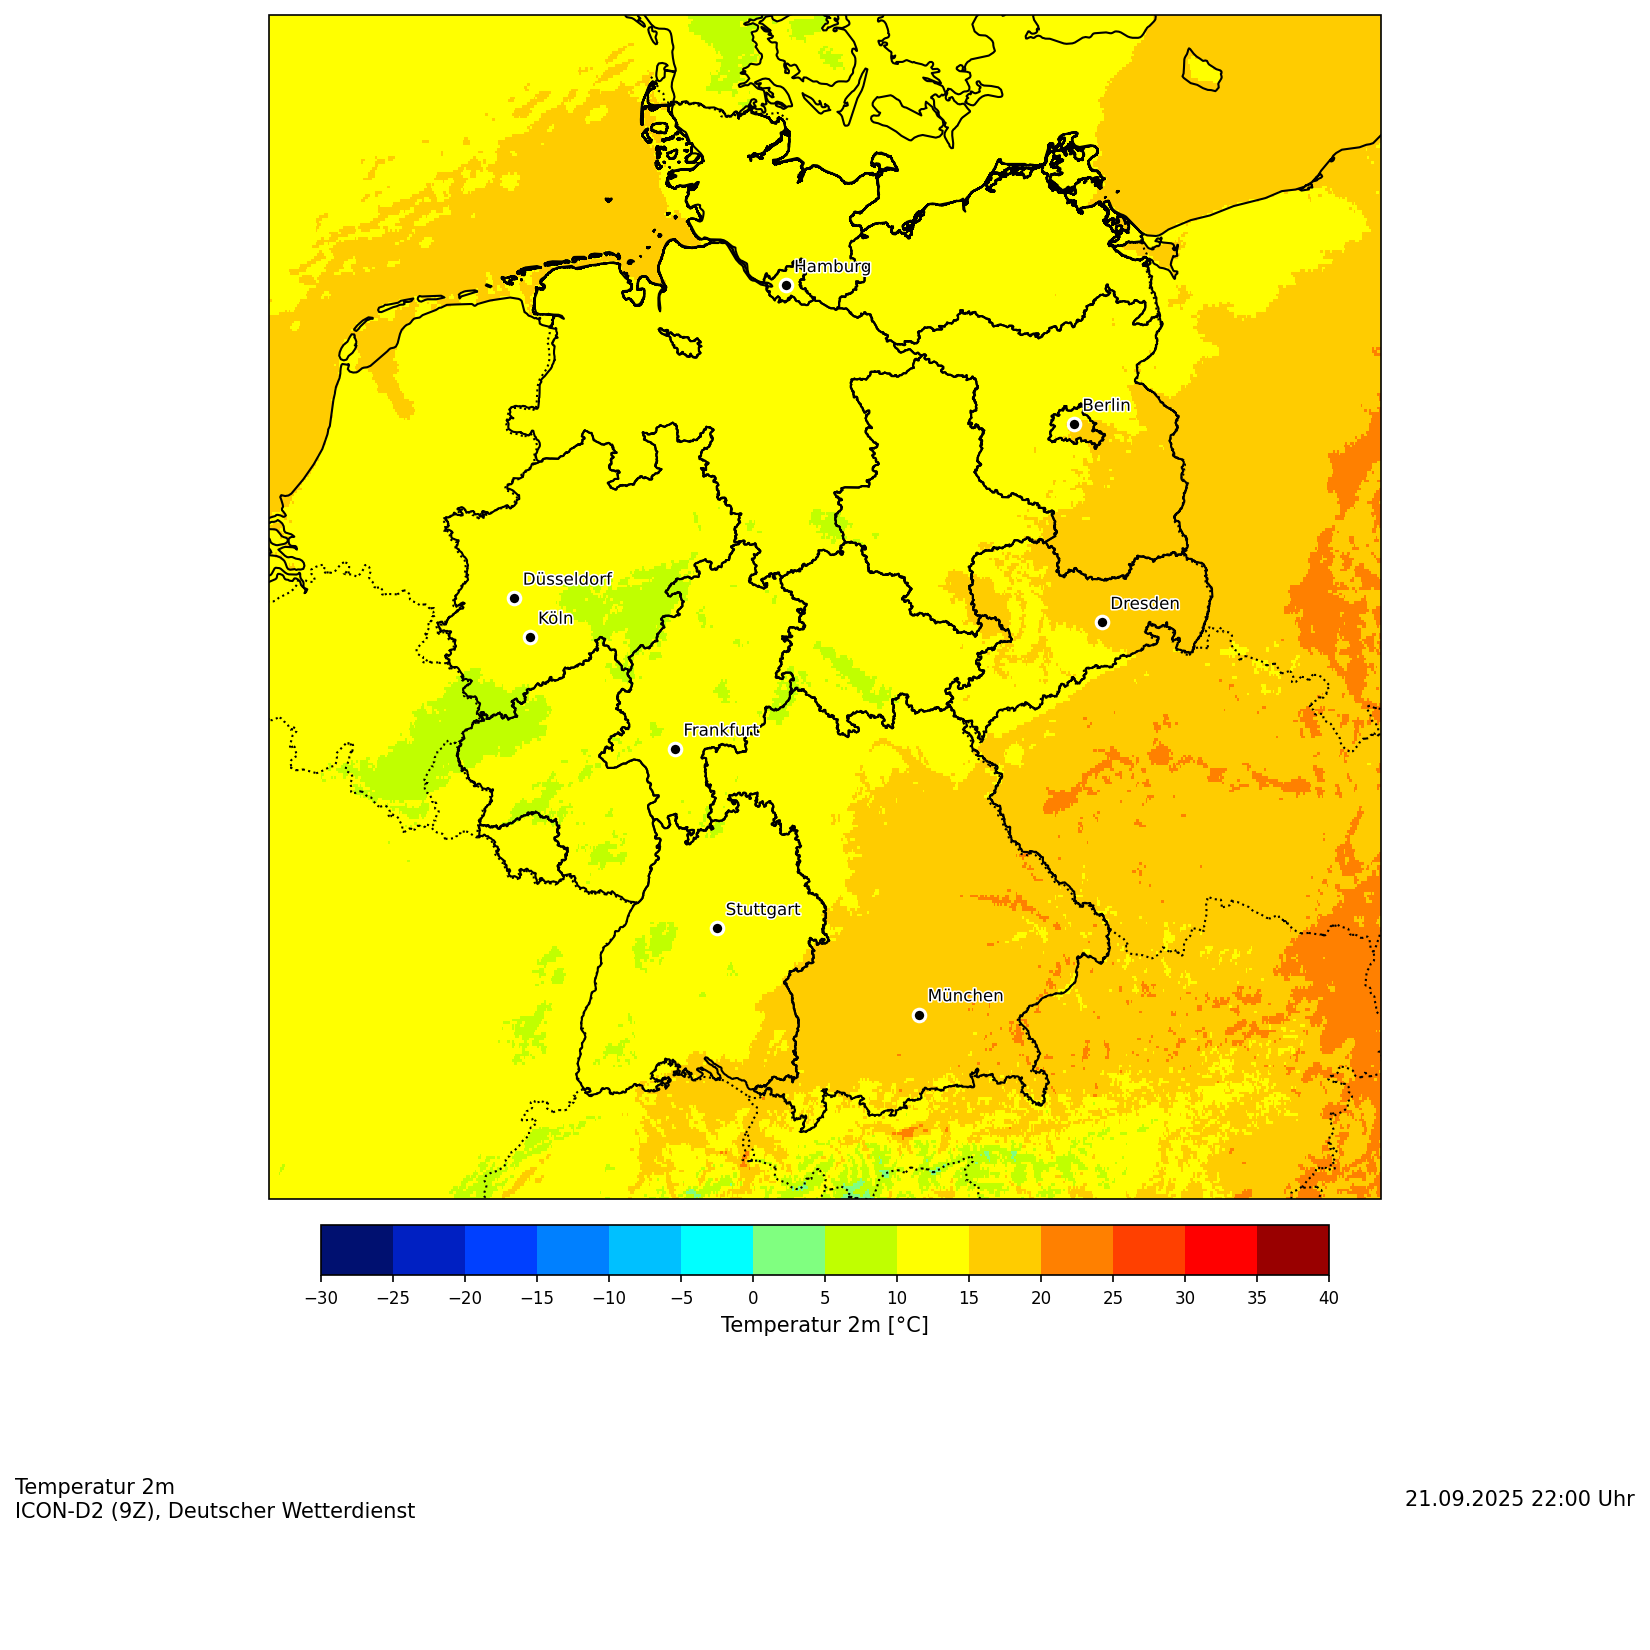 Hamburg
Berlin
Düsseldorf
Köln
Dresden
Frankfurt
Stuttgart
München
−30 −25 −20 −15 −10 −5 0 5 10 15 20 25 30 35 40
Temperatur 2m [°C]
Temperatur 2m
ICON-D2 (9Z), Deutscher Wetterdienst
21.09.2025 22:00 Uhr